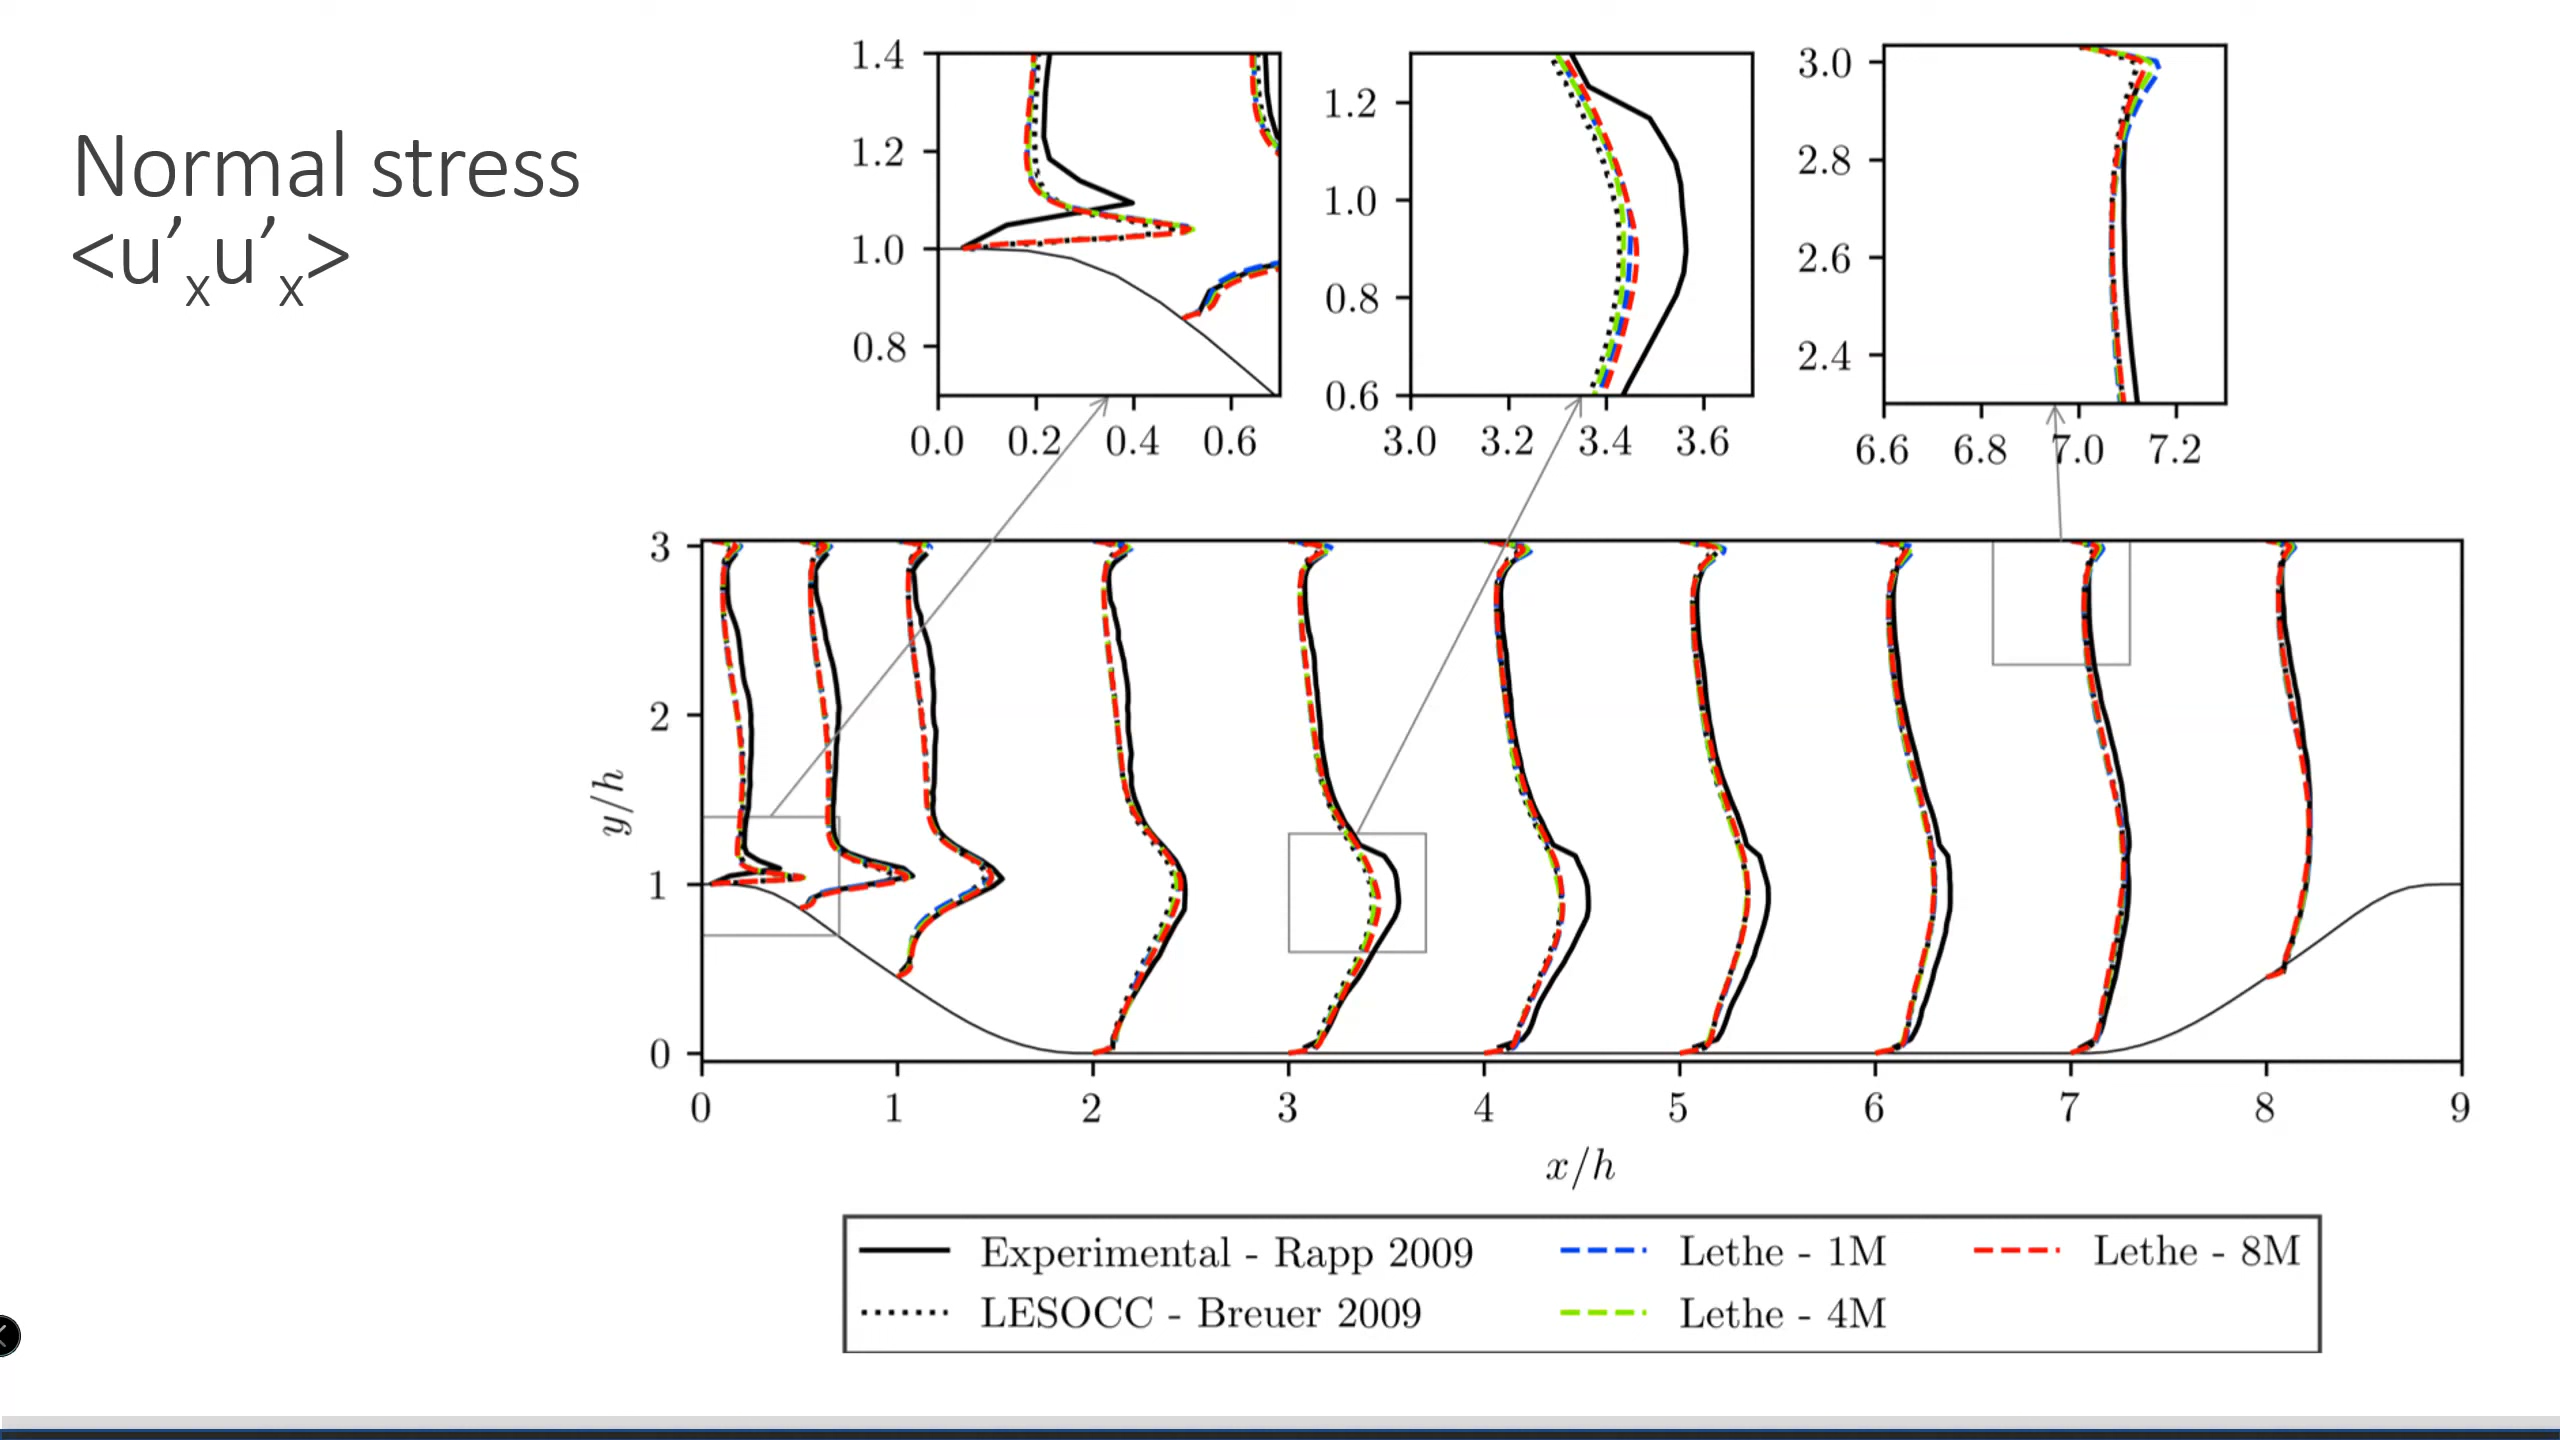 Normal stress
<u’ₓu’ₓ>
1.4
1.2
1.0
0.8
0.0 0.2 0.4 0.6
1.2
1.0
0.8
0.6
3.0 3.2 3.4 3.6
3.0
2.8
2.6
2.4
6.6 6.8 7.0 7.2
3
2
1
0
y/h
0 1 2 3 4 5 6 7 8 9
x/h
Experimental - Rapp 2009
LESOCC - Breuer 2009
Lethe - 1M
Lethe - 4M
Lethe - 8M